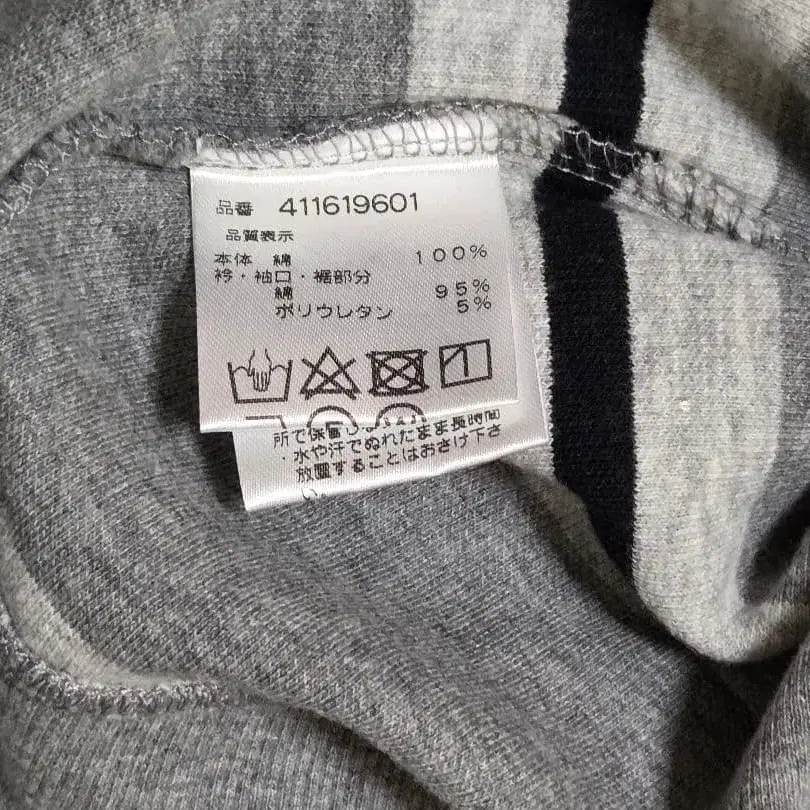 品番 411619601
品質表示
本体 綿 100%
衿・袖口・裾部分
綿 95%
ポリウレタン 5%
所で保管し
・水や汗でぬれたまま長時間
放置することはおさけ下さ
い。